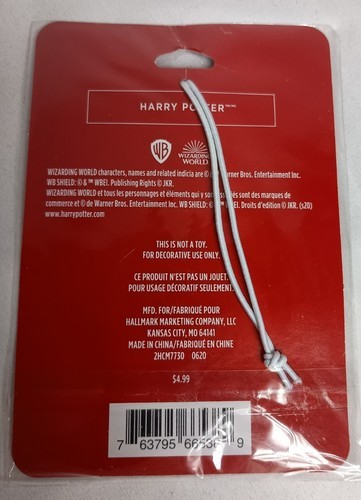 HARRY POTTER
WB
WIZARDING
WORLD
WIZARDING WORLD characters, names and related indicia are © & ™ Warner Bros. Entertainment Inc.
WB SHIELD: © & ™ WBEI. Publishing Rights © JKR.
WIZARDING WORLD et tous les personnages et éléments qui y sont associés sont des marques de
commerce et © de Warner Bros. Entertainment Inc. WB SHIELD: © & ™ WBEI. Droits d'edition © JKR. (s20)
www.harrypotter.com
THIS IS NOT A TOY.
FOR DECORATIVE USE ONLY.
CE PRODUIT N'EST PAS UN JOUET.
POUR USAGE DÉCORATIF SEULEMENT.
MFD. FOR/FABRIQUÉ POUR
HALLMARK MARKETING COMPANY, LLC
KANSAS CITY, MO 64141
MADE IN CHINA/FABRIQUÉ EN CHINE
2HCM7730 0620
$4.99
7 63795 9